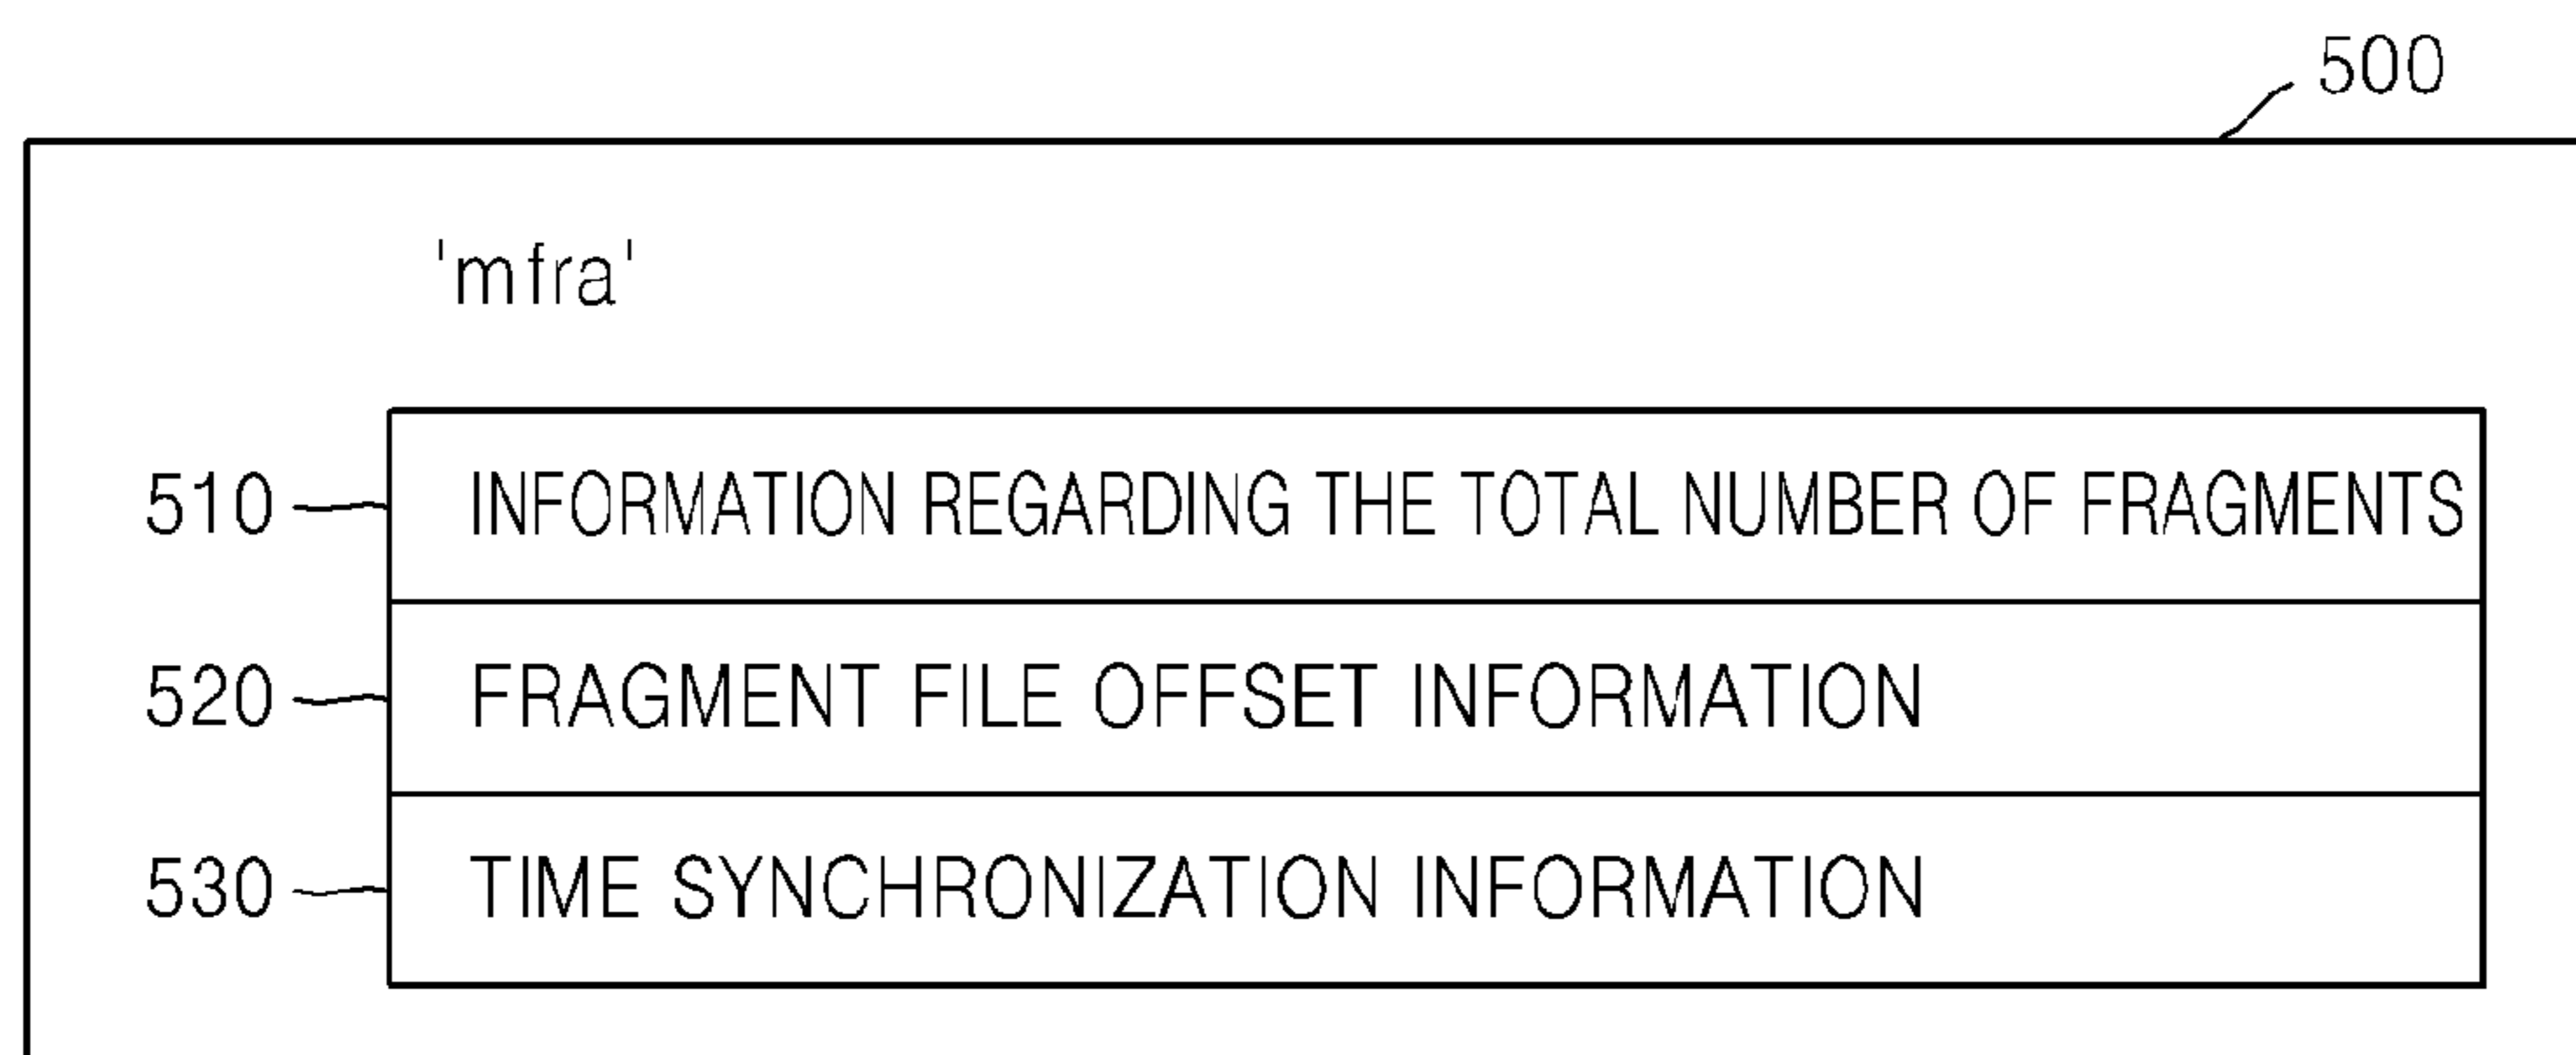 500
'mfra'
510 INFORMATION REGARDING THE TOTAL NUMBER OF FRAGMENTS
520 FRAGMENT FILE OFFSET INFORMATION
530 TIME SYNCHRONIZATION INFORMATION